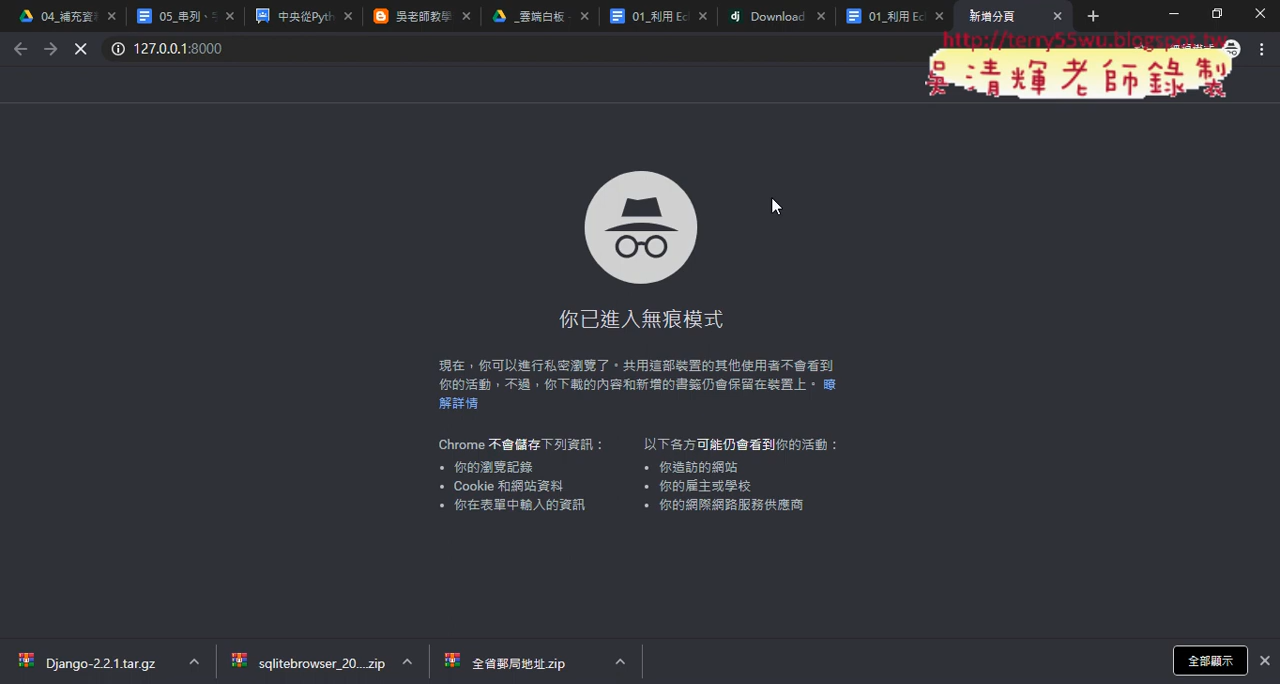 04_補充資
05_串列、
中央從Pyth
吳老師教學
_雲端白板
01_利用 Ecl
Download
01_利用 Ecl
新增分頁
127.0.0.1:8000
http://terry55wu.blogspot.tw
吳清輝老師錄製
你已進入無痕模式
現在，你可以進行私密瀏覽了。共用這部裝置的其他使用者不會看到
你的活動，不過，你下載的內容和新增的書籤仍會保留在裝置上。 瞭
解詳情
Chrome 不會儲存下列資訊：
• 你的瀏覽記錄
• Cookie 和網站資料
• 你在表單中輸入的資訊
以下各方可能仍會看到你的活動：
• 你造訪的網站
• 你的雇主或學校
• 你的網際網路服務供應商
Django-2.2.1.tar.gz
sqlitebrowser_20....zip
全省郵局地址.zip
全部顯示